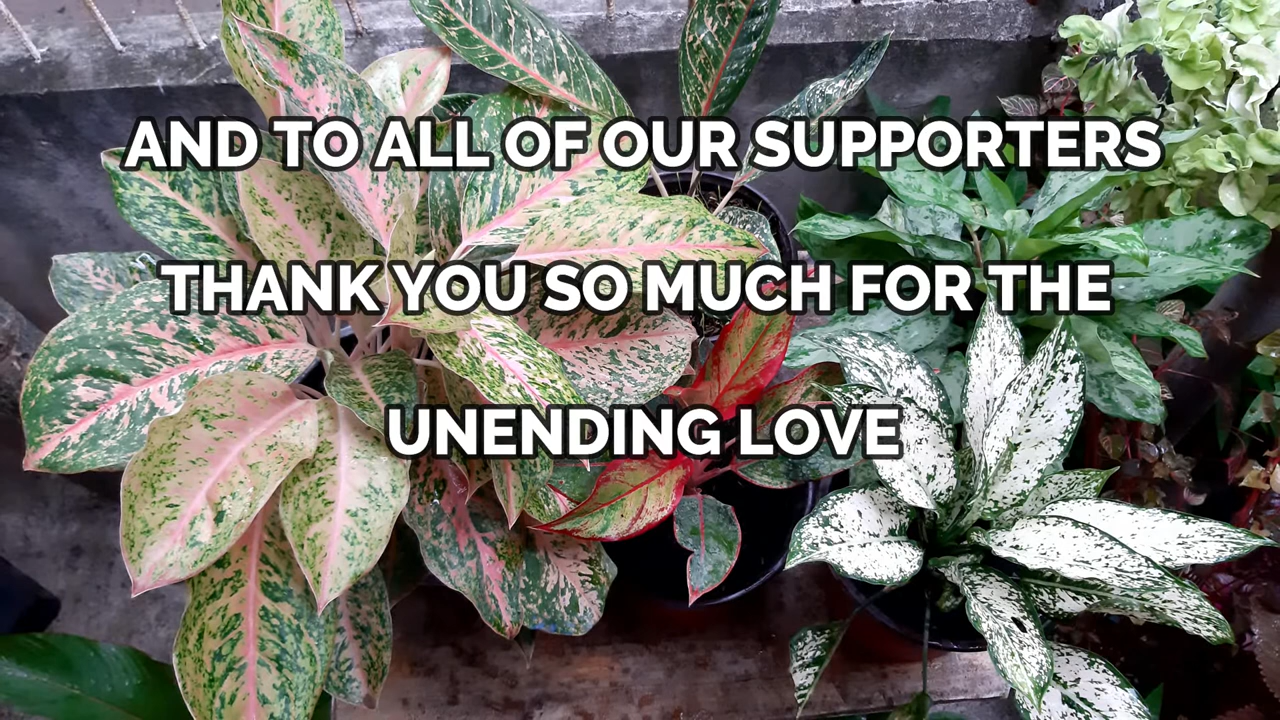 AND TO ALL OF OUR SUPPORTERS
THANK YOU SO MUCH FOR THE
UNENDING LOVE